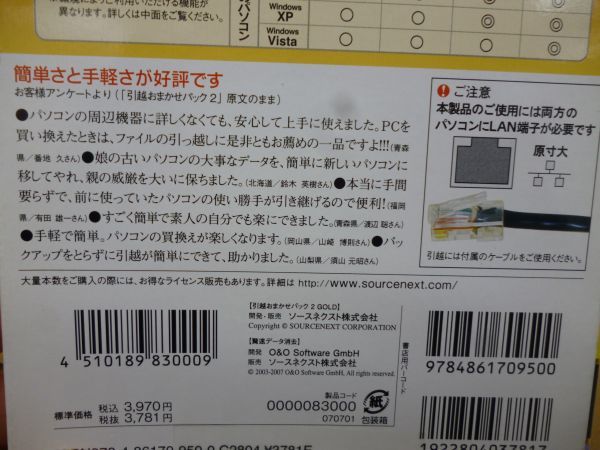 異なります。詳しくは中面をご覧ください。
パソコン
Windows XP ○ ○ ○ ◎
Windows Vista ○ ○ ○ ◎
簡単さと手軽さが好評です
お客様アンケートより(「引越おまかせパック2」原文のまま)
●パソコンの周辺機器に詳しくなくても、安心して上手に使えました。PCを
買い換えたときは、ファイルの引っ越しに是非ともお薦めの一品ですよ!!!(青森
県/番地 久さん)●娘の古いパソコンの大事なデータを、簡単に新しいパソコンに
移してやれ、親の威厳を大いに保ちました。(北海道/鈴木 英樹さん)●本当に手間
要らずで、前に使っていたパソコンの使い勝手が引き継げるので便利!(福岡
県/有田 雄一さん)●すごく簡単で素人の自分でも楽にできました。(青森県/渡辺 聡さん)
●手軽で簡単。パソコンの買換えが楽しくなります。(岡山県/山崎 博則さん)●バック
アップをとらずに引越が簡単にできて、助かりました。(山梨県/須山 元昭さん)
ご注意
本製品のご使用には両方の
パソコンにLAN端子が必要です
原寸大
引越には付属のケーブルをご使用ください。
大量本数をご購入の際には、お得なライセンス販売もあります。詳細は http://www.sourcenext.com/
4 510189 830009
標準価格 税込 3,970円
税抜 3,781円
【引越おまかせパック 2 GOLD】
開発・販売 ソースネクスト株式会社
Copyright © SOURCENEXT CORPORATION
【驚速データ消去】
開発 O&O Software GmbH
販売 ソースネクスト株式会社
© 2003-2007 O&O Software GmbH. All rights reserved.
製品コード
0000083000
070701
紙
包装箱
書店用バーコード
9784861709500
1922804037817